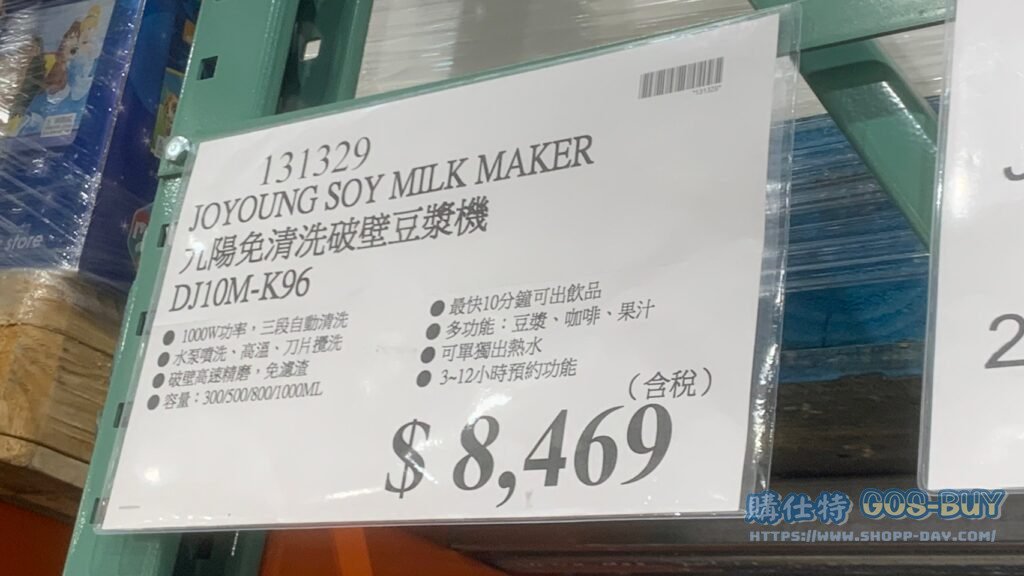 *131329*
131329
JOYOUNG SOY MILK MAKER
九陽免清洗破壁豆漿機
DJ10M-K96
● 1000W功率，三段自動清洗
● 水泵噴洗、高溫、刀片攪洗
● 破壁高速精磨，免濾渣
● 容量：300/500/800/1000ML
● 最快10分鐘可出飲品
● 多功能：豆漿、咖啡、果汁
● 可單獨出熱水
● 3~12小時預約功能
（含稅）
$ 8,469
store
2
購仕特 GOS-BUY
HTTPS://WWW.SHOPP-DAY.COM/